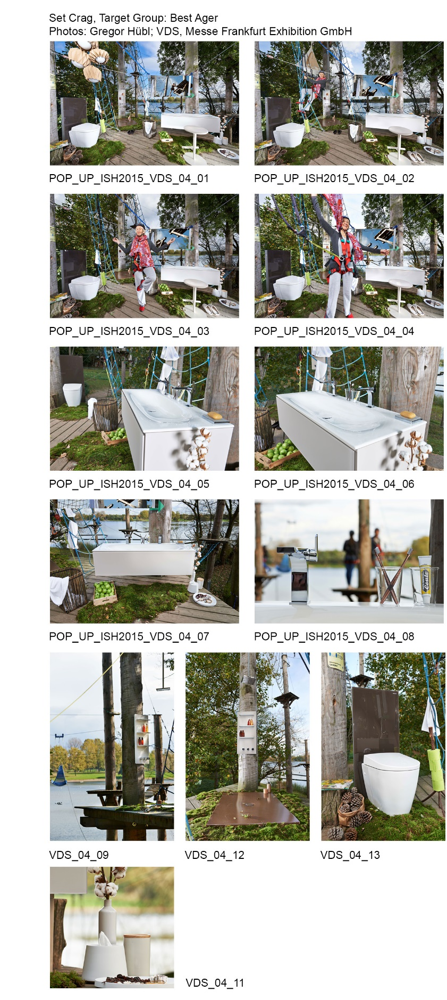 Set Crag, Target Group: Best Ager
Photos: Gregor Hübl; VDS, Messe Frankfurt Exhibition GmbH
POP_UP_ISH2015_VDS_04_01
POP_UP_ISH2015_VDS_04_02
POP_UP_ISH2015_VDS_04_03
POP_UP_ISH2015_VDS_04_04
POP_UP_ISH2015_VDS_04_05
POP_UP_ISH2015_VDS_04_06
POP_UP_ISH2015_VDS_04_07
POP_UP_ISH2015_VDS_04_08
VDS_04_09
VDS_04_12
VDS_04_13
VDS_04_11